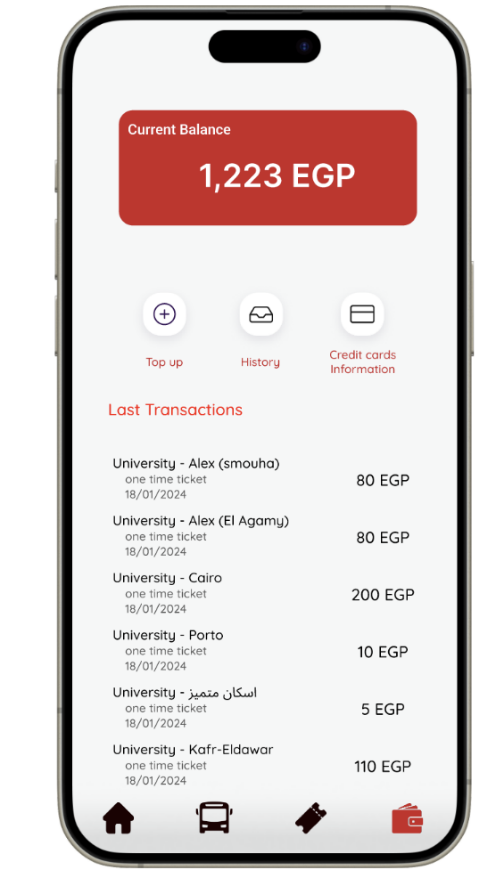 Current Balance
1,223 EGP
Top up
History
Credit cards
Information
Last Transactions
University - Alex (smouha)
one time ticket
18/01/2024
80 EGP
University - Alex (El Agamy)
one time ticket
18/01/2024
80 EGP
University - Cairo
one time ticket
18/01/2024
200 EGP
University - Porto
one time ticket
18/01/2024
10 EGP
University - اسكان متميز
one time ticket
18/01/2024
5 EGP
University - Kafr-Eldawar
one time ticket
18/01/2024
110 EGP